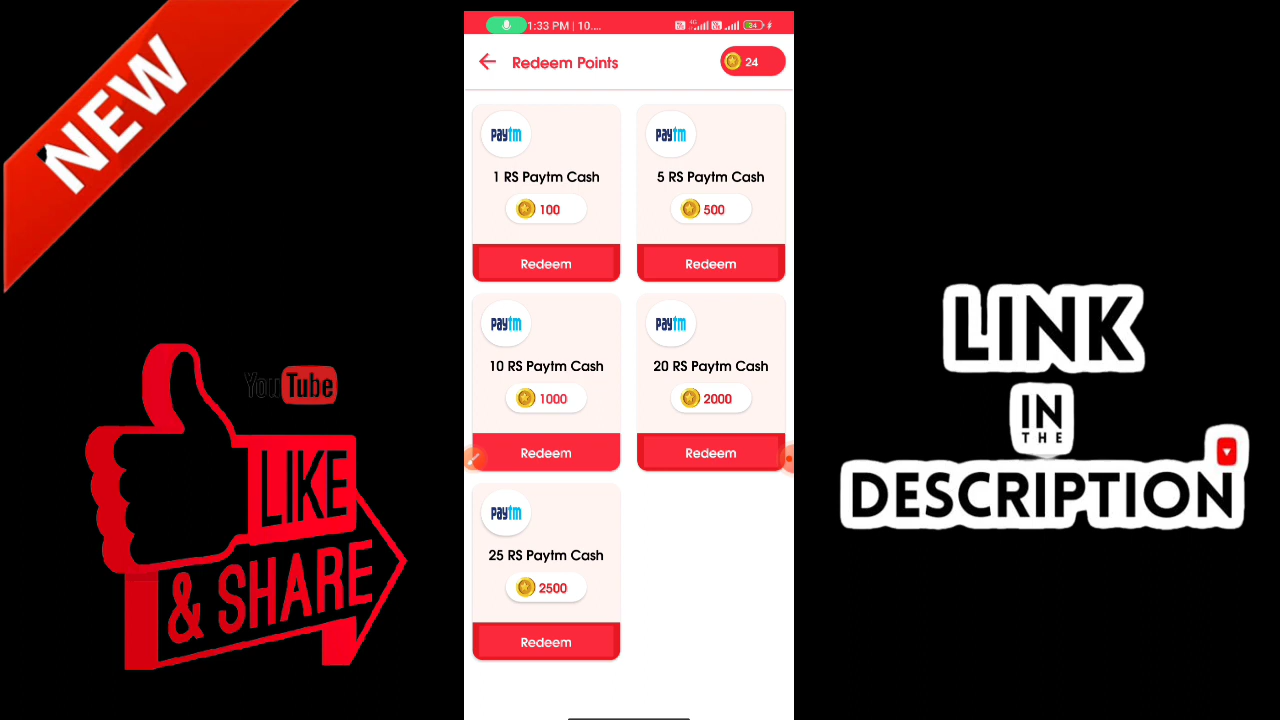 NEW
1:33 PM | 10....
4G
84
Redeem Points
24
paytm
1 RS Paytm Cash
100
Redeem
paytm
5 RS Paytm Cash
500
Redeem
paytm
10 RS Paytm Cash
1000
Redeem
paytm
20 RS Paytm Cash
2000
Redeem
paytm
25 RS Paytm Cash
2500
Redeem
YouTube
LIKE
& SHARE
LINK
IN
THE
DESCRIPTION